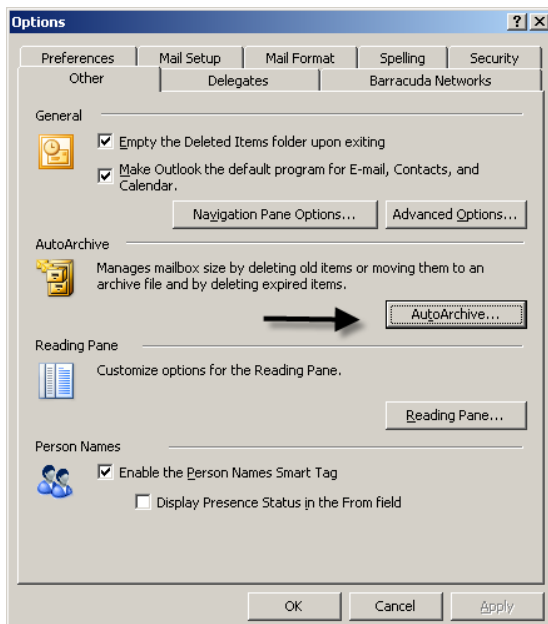 Options
Preferences Mail Setup Mail Format Spelling Security
Other Delegates Barracuda Networks
General
Empty the Deleted Items folder upon exiting
Make Outlook the default program for E-mail, Contacts, and
Calendar.
Navigation Pane Options... Advanced Options...
AutoArchive
Manages mailbox size by deleting old items or moving them to an
archive file and by deleting expired items.
AutoArchive...
Reading Pane
Customize options for the Reading Pane.
Reading Pane...
Person Names
Enable the Person Names Smart Tag
Display Presence Status in the From field
OK Cancel Apply